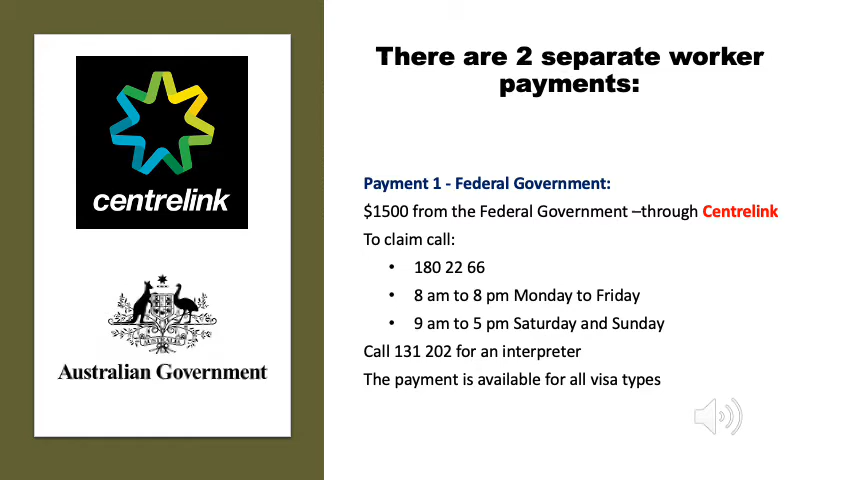 There are 2 separate worker
payments:
centrelink
Australian Government
Payment 1 - Federal Government:
$1500 from the Federal Government –through Centrelink
To claim call:
• 180 22 66
• 8 am to 8 pm Monday to Friday
• 9 am to 5 pm Saturday and Sunday
Call 131 202 for an interpreter
The payment is available for all visa types